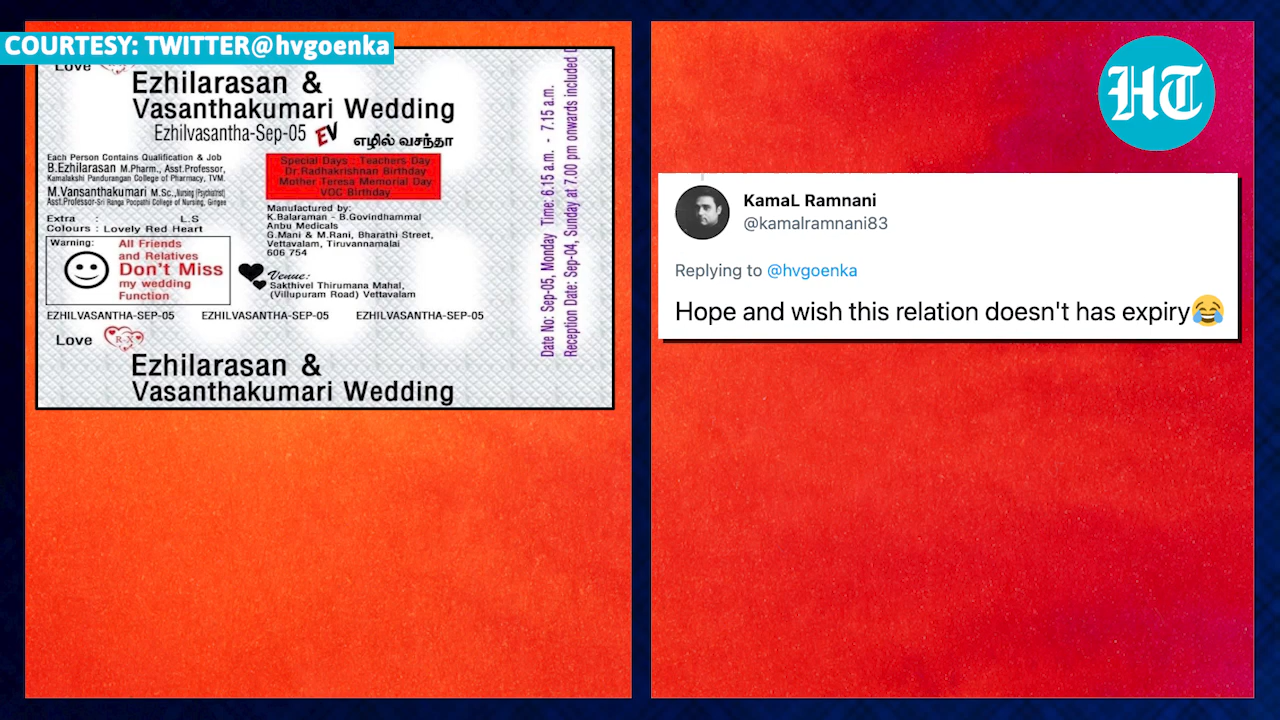 COURTESY: TWITTER@hvgoenka
Love
Ezhilarasan &
Vasanthakumari Wedding
Ezhilvasantha-Sep-05 EV எழில் வசந்தா
Each Person Contains Qualification & Job
B.Ezhilarasan M.Pharm., Asst.Professor,
Kamalakshi Pandurangan College of Pharmacy, TVM.
M.Vansanthakumari M.Sc., Nursing (Psychiatrist)
Asst.Professor-Sri Ranga Poopathi College of Nursing, Gingee
Extra : L.S
Colours : Lovely Red Heart
Warning:
All Friends
and Relatives
Don't Miss
my wedding
Function
Special Days : Teachers Day
Dr.Radhakrishnan Birthday
Mother Teresa Memorial Day
VOC Birthday
Manufactured by:
K.Balaraman - B.Govindhammal
Anbu Medicals
G.Mani & M.Rani, Bharathi Street,
Vettavalam, Tiruvannamalai
606 754
Venue:
Sakthivel Thirumana Mahal,
(Villupuram Road) Vettavalam
EZHILVASANTHA-SEP-05 EZHILVASANTHA-SEP-05 EZHILVASANTHA-SEP-05
Love R-X
Ezhilarasan &
Vasanthakumari Wedding
Date No: Sep-05, Monday Time: 6.15 a.m. - 7.15 a.m.
Reception Date: Sep-04, Sunday at 7.00 pm onwards included
HT
KamaL Ramnani
@kamalramnani83
Replying to @hvgoenka
Hope and wish this relation doesn't has expiry😂